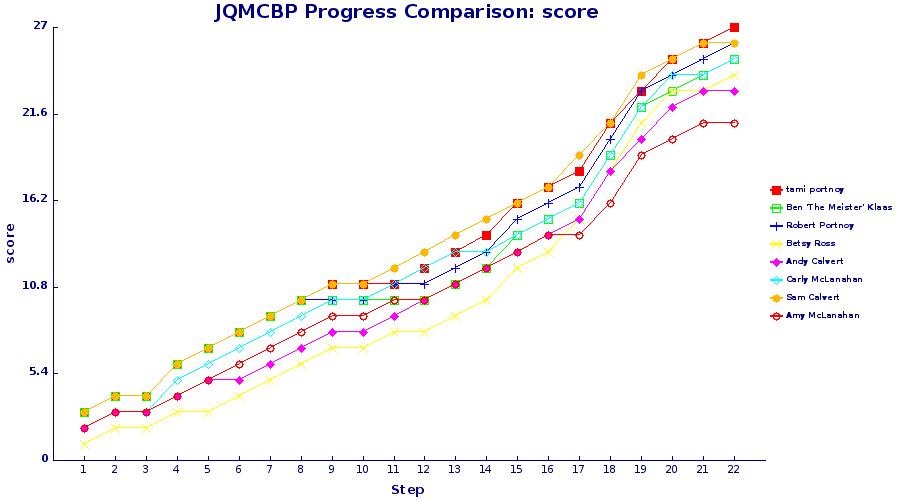 JQMCBP Progress Comparison: score
27
21.6
16.2
10.8
5.4
0
score
1 2 3 4 5 6 7 8 9 10 11 12 13 14 15 16 17 18 19 20 21 22
Step
tami portnoy
Ben 'The Meister' Klaas
Robert Portnoy
Betsy Ross
Andy Calvert
Carly McLanahan
Sam Calvert
Amy McLanahan